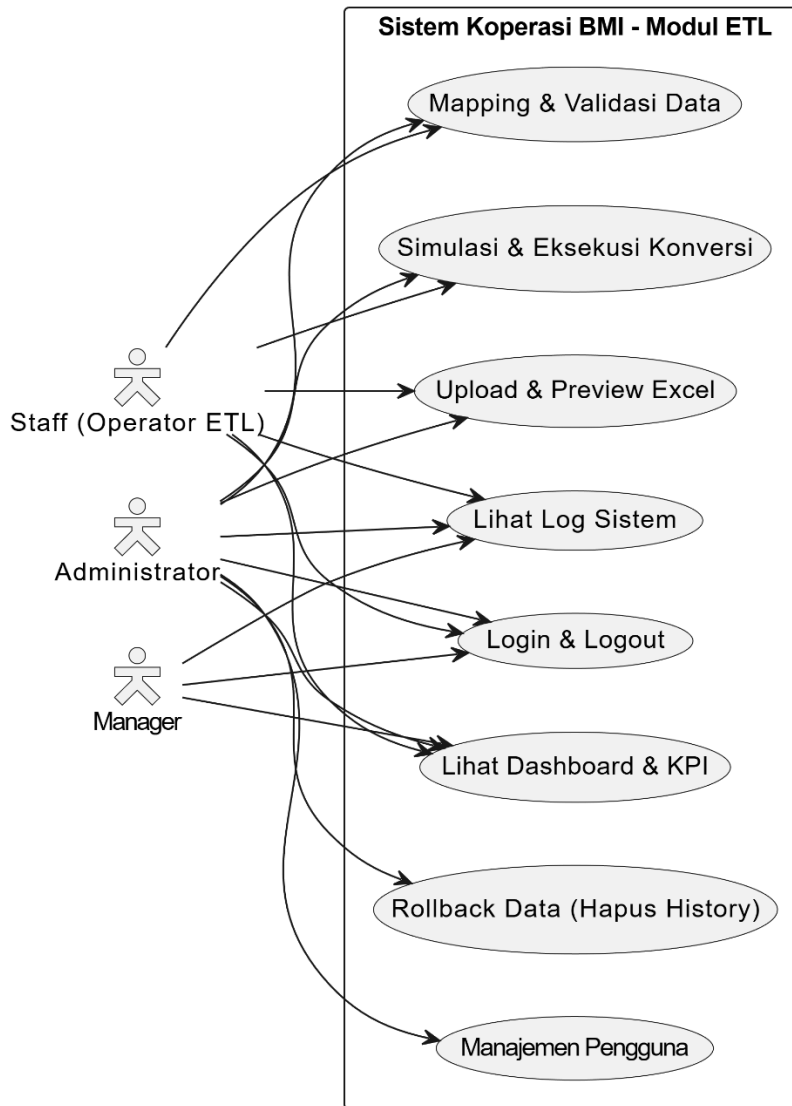 Sistem Koperasi BMI - Modul ETL
Mapping & Validasi Data
Simulasi & Eksekusi Konversi
Upload & Preview Excel
Staff (Operator ETL)
Lihat Log Sistem
Administrator
Login & Logout
Manager
Lihat Dashboard & KPI
Rollback Data (Hapus History)
Manajemen Pengguna